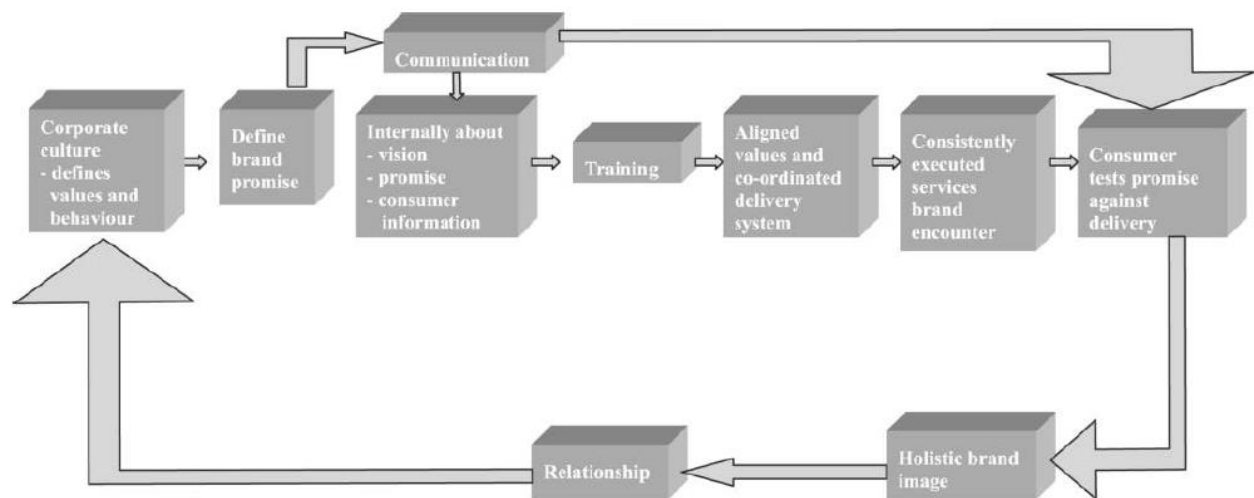 Communication
Corporate
culture
- defines
values and
behaviour
Define
brand
promise
Internally about
- vision
- promise
- consumer
information
Training
Aligned
values and
co-ordinated
delivery
system
Consistently
executed
services
brand
encounter
Consumer
tests promise
against
delivery
Relationship
Holistic brand
image